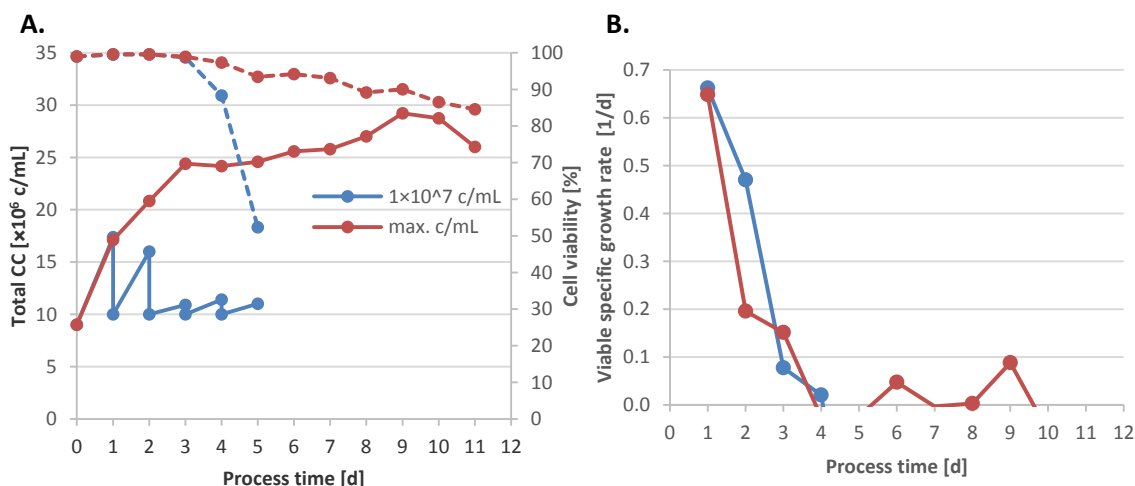 A.
35
30
25
20
15
10
5
0
Total CC [×10⁶ c/mL]
0 1 2 3 4 5 6 7 8 9 10 11 12
Process time [d]
100
90
80
70
60
50
40
30
20
10
0
Cell viability [%]
1×10^7 c/mL
max. c/mL
B.
0.7
0.6
0.5
0.4
0.3
0.2
0.1
0.0
Viable specific growth rate [1/d]
0 1 2 3 4 5 6 7 8 9 10 11 12
Process time [d]